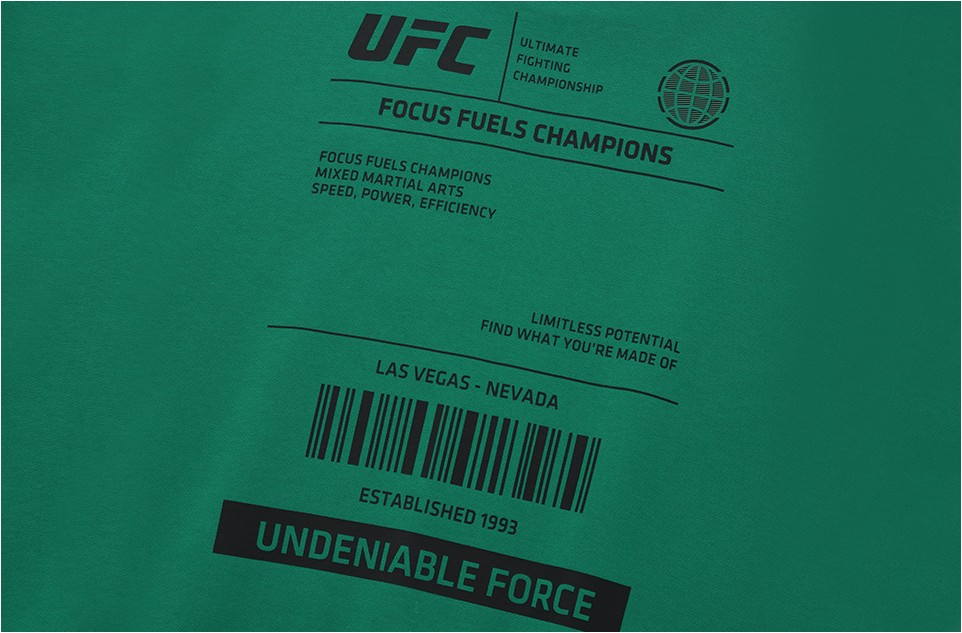 UFC
ULTIMATE
FIGHTING
CHAMPIONSHIP
FOCUS FUELS CHAMPIONS
FOCUS FUELS CHAMPIONS
MIXED MARTIAL ARTS
SPEED, POWER, EFFICIENCY
LIMITLESS POTENTIAL
FIND WHAT YOU'RE MADE OF
LAS VEGAS - NEVADA
ESTABLISHED 1993
UNDENIABLE FORCE